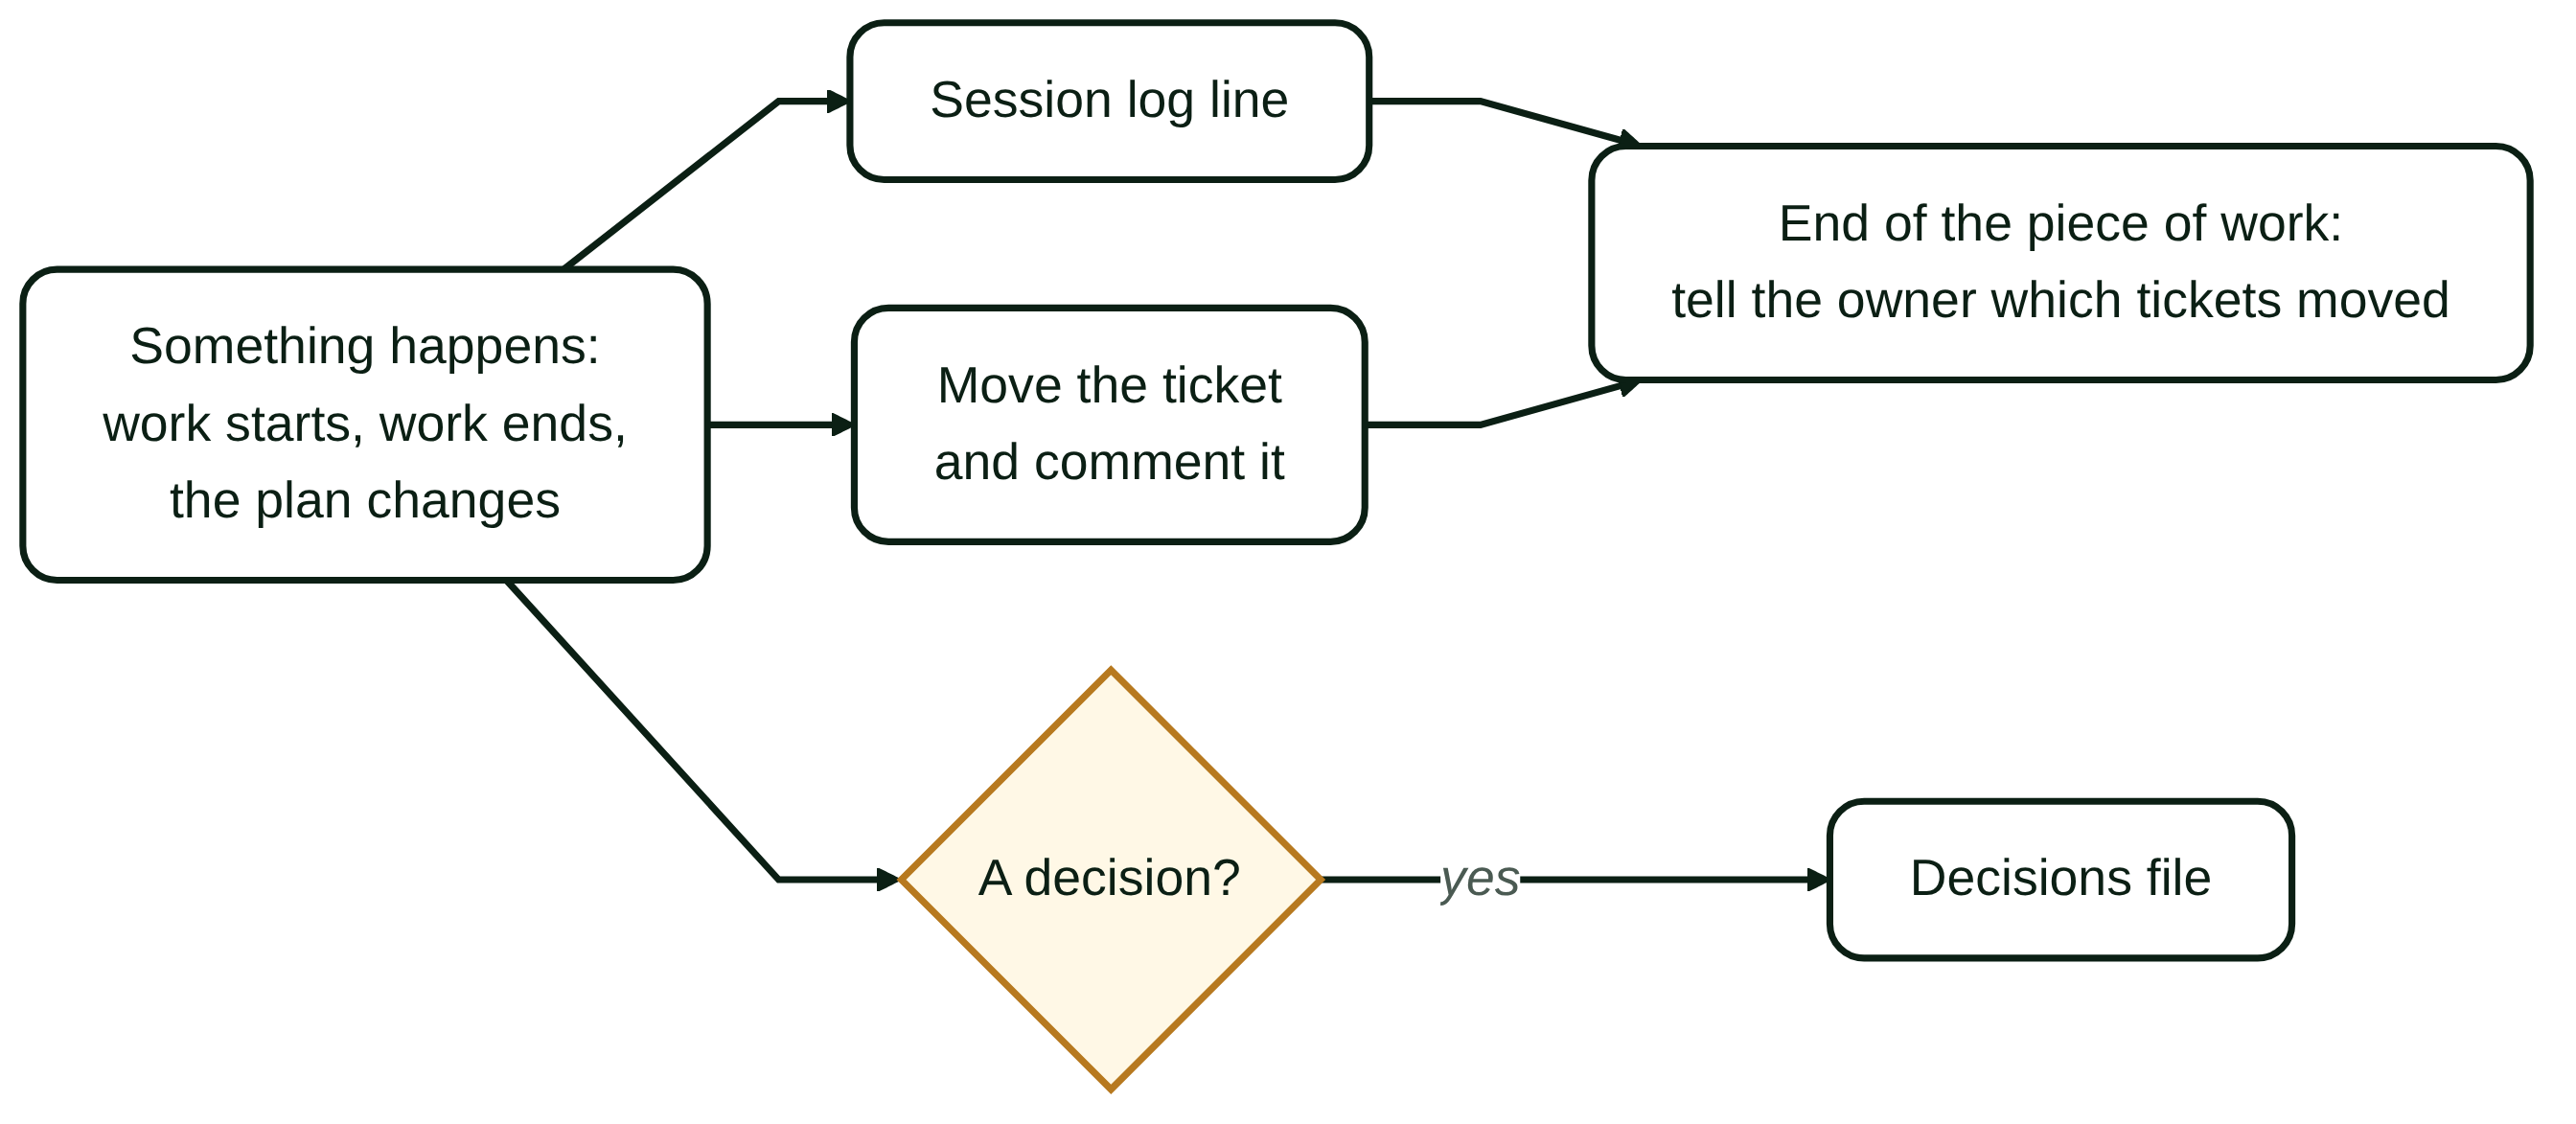 Session log line
End of the piece of work:
tell the owner which tickets moved
Something happens:
work starts, work ends,
the plan changes
Move the ticket
and comment it
A decision?
yes
Decisions file